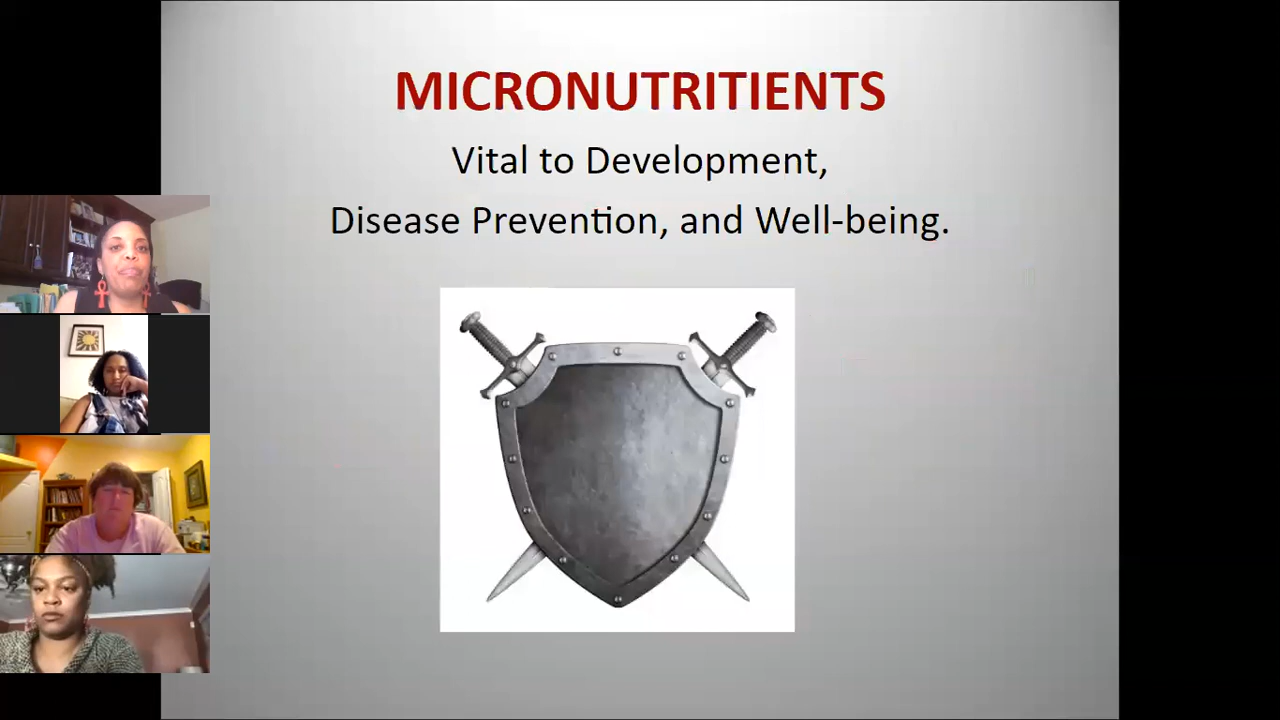 MICRONUTRITIENTS
Vital to Development,
Disease Prevention, and Well-being.